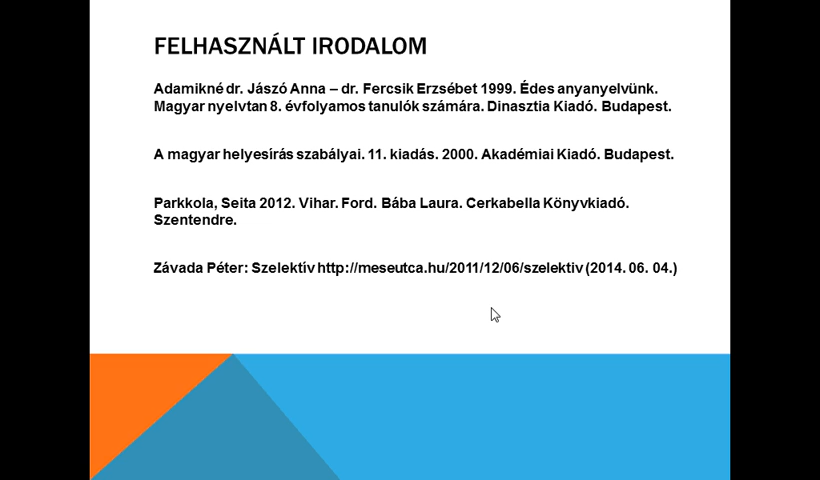 FELHASZNÁLT IRODALOM
Adamikné dr. Jászó Anna – dr. Fercsik Erzsébet 1999. Édes anyanyelvünk.
Magyar nyelvtan 8. évfolyamos tanulók számára. Dinasztia Kiadó. Budapest.
A magyar helyesírás szabályai. 11. kiadás. 2000. Akadémiai Kiadó. Budapest.
Parkkola, Seita 2012. Vihar. Ford. Bába Laura. Cerkabella Könyvkiadó.
Szentendre.
Závada Péter: Szelektív http://meseutca.hu/2011/12/06/szelektiv (2014. 06. 04.)